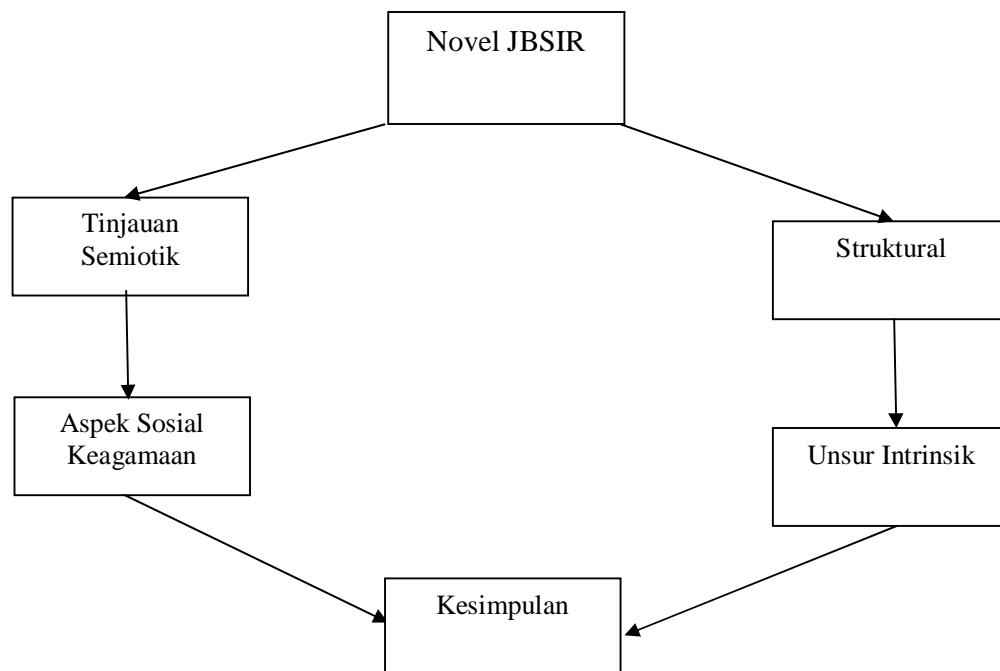 Novel JBSIR
Tinjauan
Semiotik
Struktural
Aspek Sosial
Keagamaan
Unsur Intrinsik
Kesimpulan